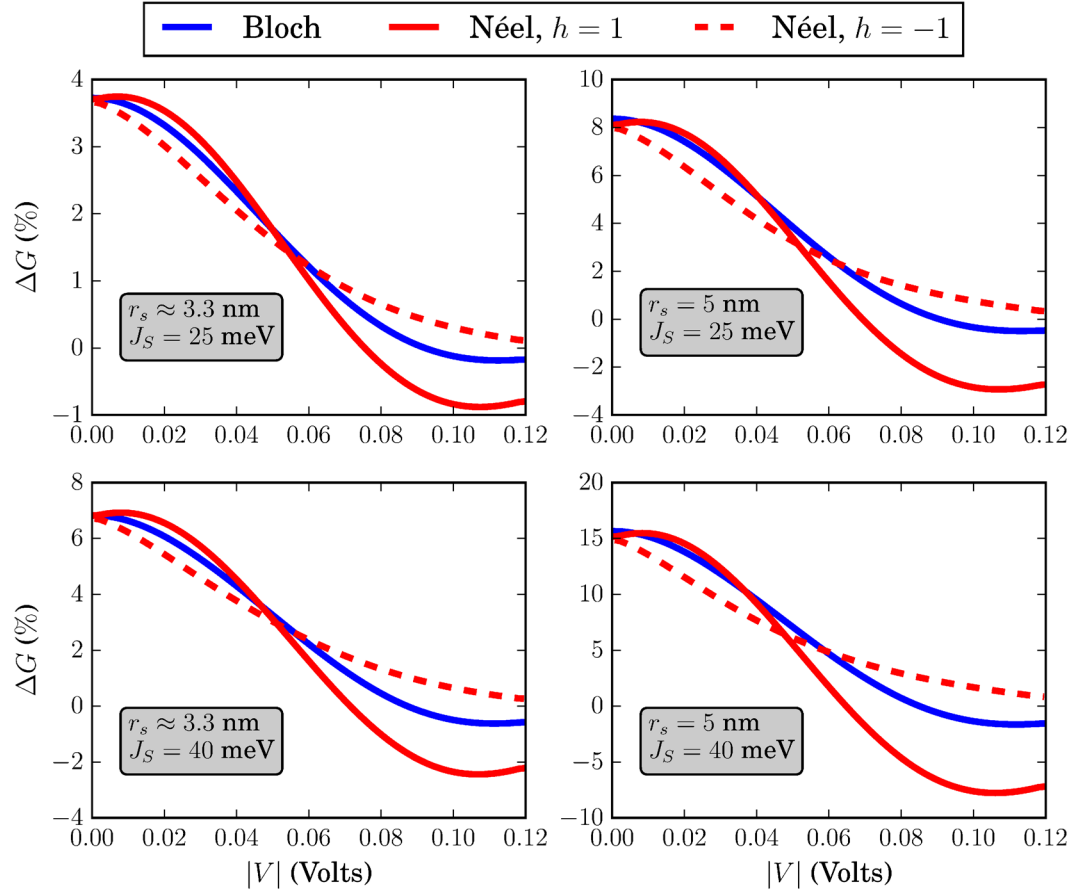 Bloch Néel, h = 1 Néel, h = −1
4
3
2
1
0
−1
0.00 0.02 0.04 0.06 0.08 0.10 0.12
ΔG (%)
r_s ≈ 3.3 nm
J_S = 25 meV
10
8
6
4
2
0
−2
−4
0.00 0.02 0.04 0.06 0.08 0.10 0.12
r_s = 5 nm
J_S = 25 meV
8
6
4
2
0
−2
−4
0.00 0.02 0.04 0.06 0.08 0.10 0.12
ΔG (%)
|V| (Volts)
r_s ≈ 3.3 nm
J_S = 40 meV
20
15
10
5
0
−5
−10
0.00 0.02 0.04 0.06 0.08 0.10 0.12
|V| (Volts)
r_s = 5 nm
J_S = 40 meV